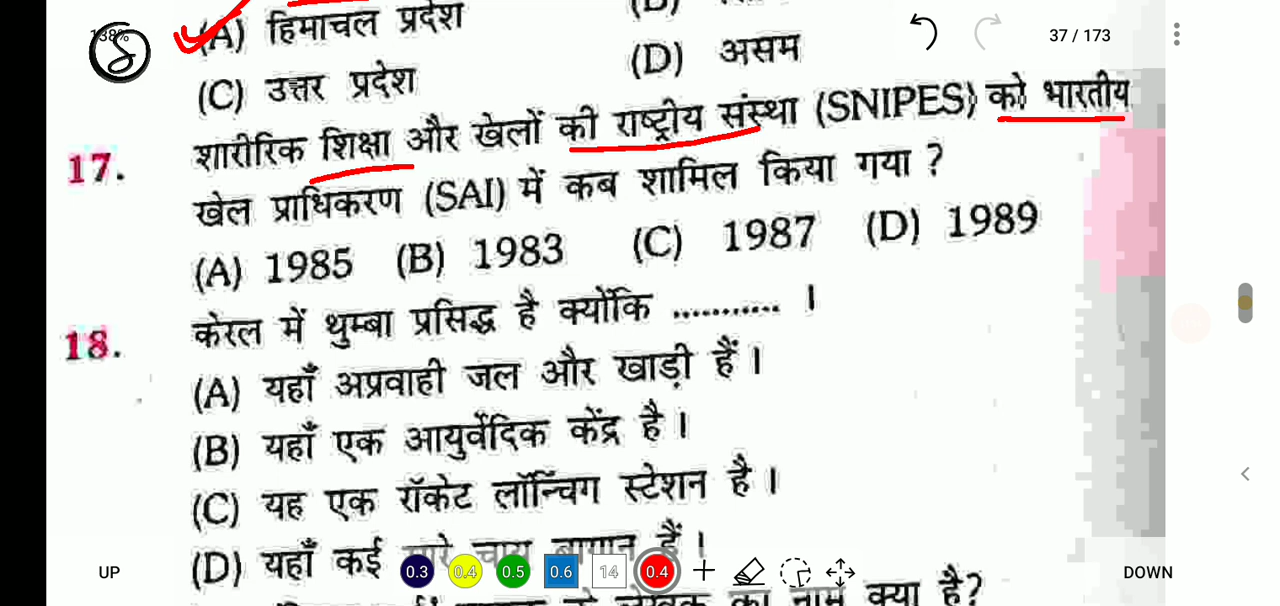 138%
8
37 / 173
(A) हिमाचल प्रदेश
(C) उत्तर प्रदेश (D) असम
17. शारीरिक शिक्षा और खेलों की राष्ट्रीय संस्था (SNIPES) को भारतीय
खेल प्राधिकरण (SAI) में कब शामिल किया गया ?
(A) 1985 (B) 1983 (C) 1987 (D) 1989
18. केरल में थुम्बा प्रसिद्ध है क्योंकि ........... ।
(A) यहाँ अप्रवाही जल और खाड़ी हैं ।
(B) यहाँ एक आयुर्वेदिक केंद्र है ।
(C) यह एक रॉकेट लॉन्चिंग स्टेशन है ।
(D) यहाँ कई सारे चाय बागान हैं ।
UP 0.3 0.4 0.5 0.6 14 0.4 DOWN
का नाम क्या है?